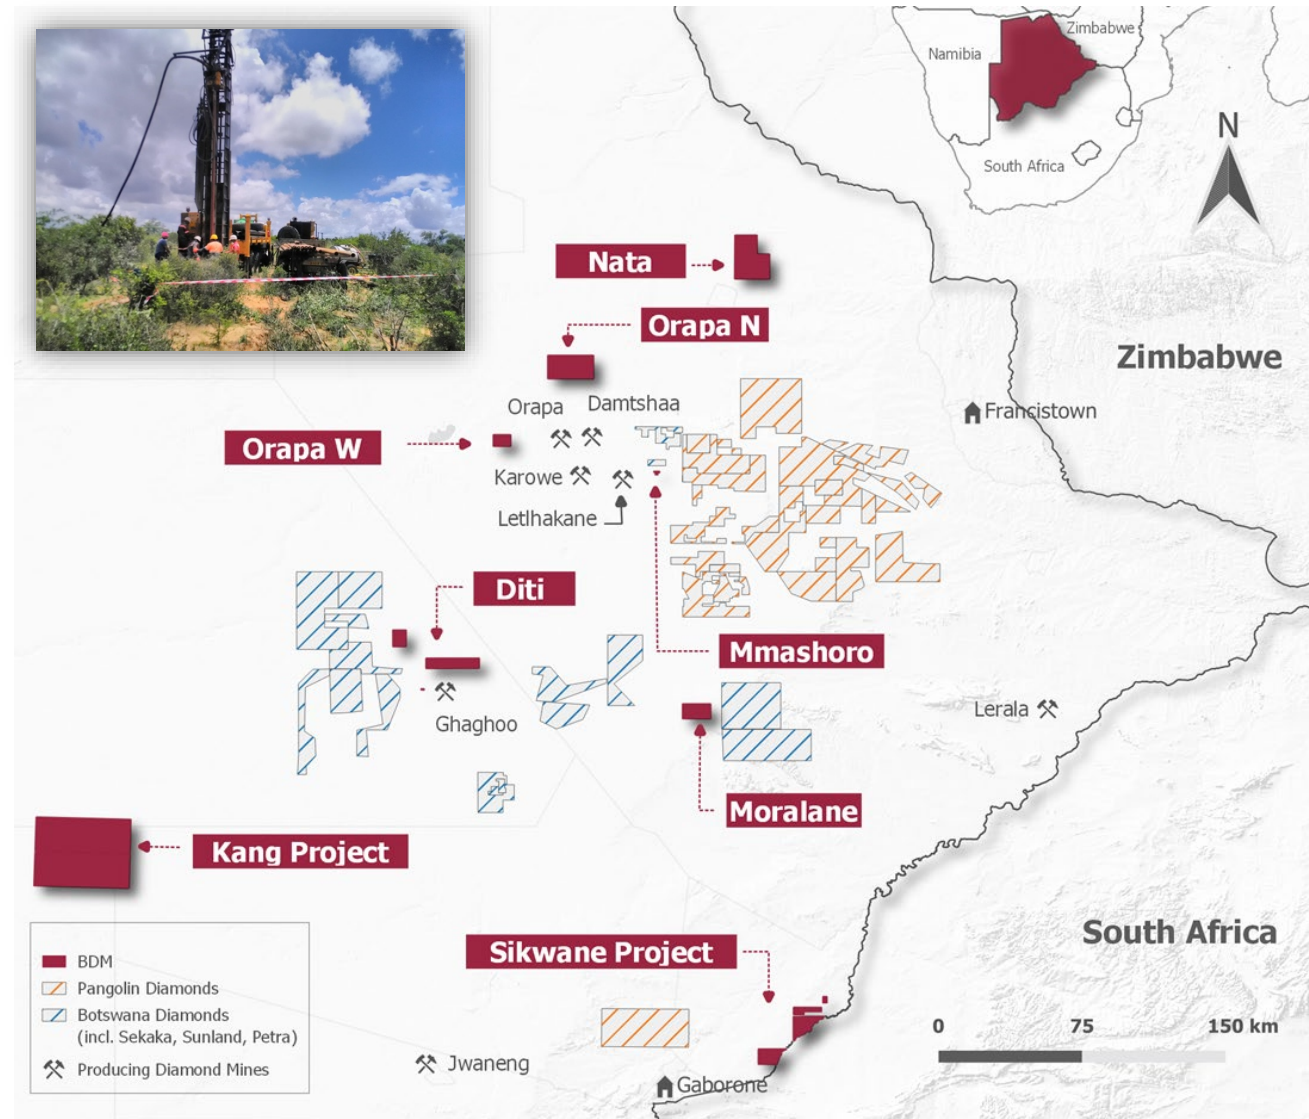 Zimbabwe
Namibia
South Africa
N
Nata
Orapa N
Zimbabwe
Orapa
Damtshaa
Francistown
Orapa W
Karowe
Letlhakane
Diti
Mmashoro
Ghaghoo
Lerala
Moralane
Kang Project
South Africa
Sikwane Project
BDM
Pangolin Diamonds
Botswana Diamonds
(incl. Sekaka, Sunland, Petra)
Producing Diamond Mines
0 75 150 km
Jwaneng
Gaborone